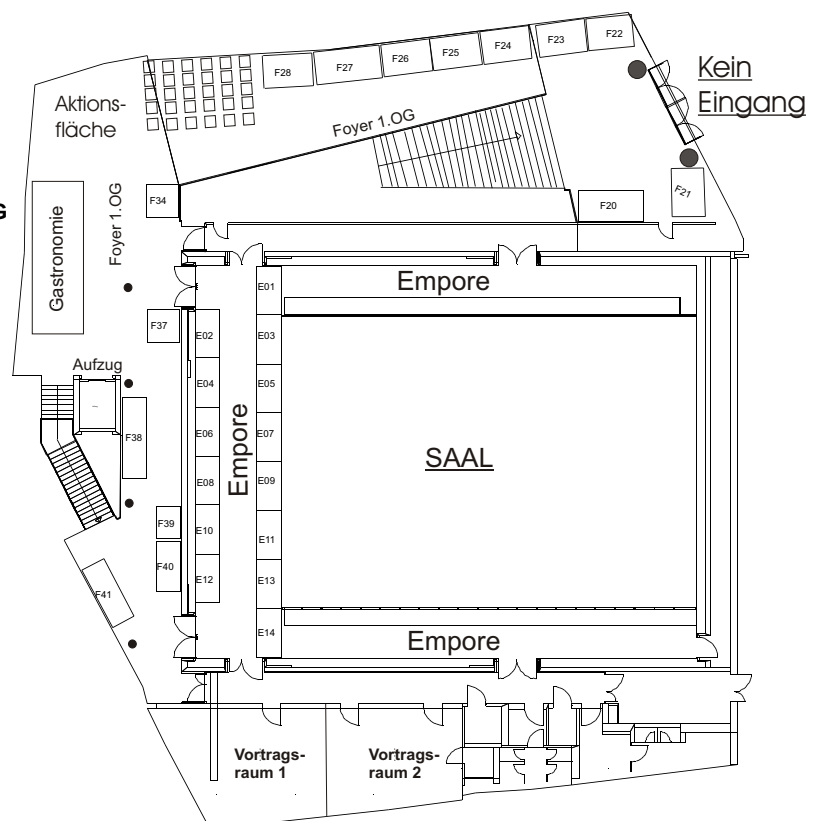 F22
F23
F24
F25
F26
F27
F28
Kein
Eingang
Aktions-
fläche
Foyer 1.OG
F21
F34
F20
G
Gastronomie
Foyer 1.OG
Empore
E01
F37
E02
E03
Aufzug
E04
E05
F38
E06
E07
Empore
SAAL
E08
E09
F39
E10
E11
F40
E12
E13
F41
E14
Empore
Vortrags-
raum 1
Vortrags-
raum 2